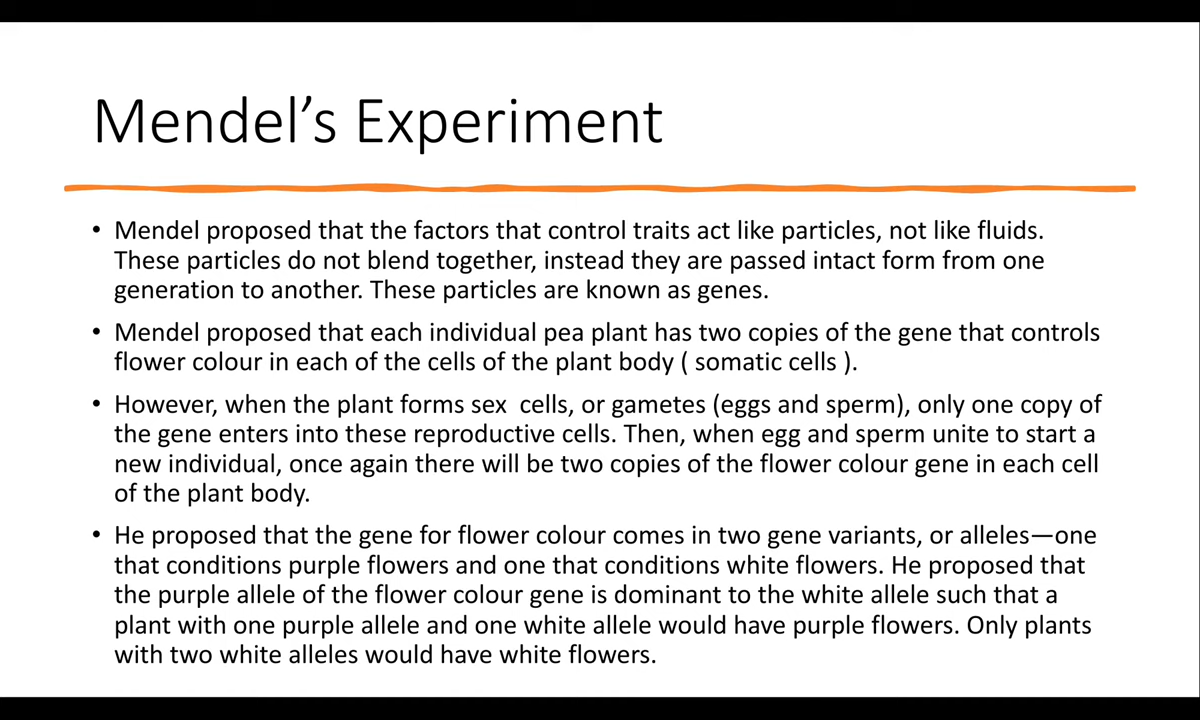 Mendel's Experiment
• Mendel proposed that the factors that control traits act like particles, not like fluids.
These particles do not blend together, instead they are passed intact form from one
generation to another. These particles are known as genes.
• Mendel proposed that each individual pea plant has two copies of the gene that controls
flower colour in each of the cells of the plant body ( somatic cells ).
• However, when the plant forms sex  cells, or gametes (eggs and sperm), only one copy of
the gene enters into these reproductive cells. Then, when egg and sperm unite to start a
new individual, once again there will be two copies of the flower colour gene in each cell
of the plant body.
• He proposed that the gene for flower colour comes in two gene variants, or alleles—one
that conditions purple flowers and one that conditions white flowers. He proposed that
the purple allele of the flower colour gene is dominant to the white allele such that a
plant with one purple allele and one white allele would have purple flowers. Only plants
with two white alleles would have white flowers.